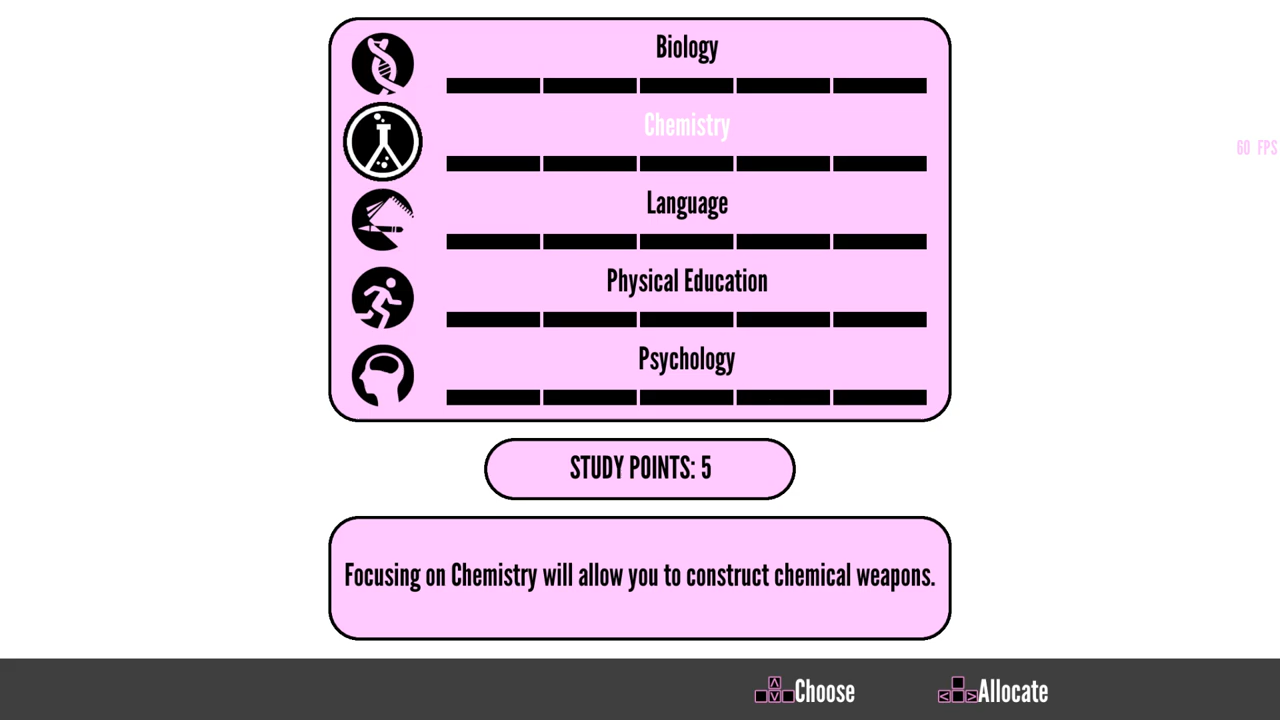 Biology
Chemistry
60 FPS
Language
Physical Education
Psychology
STUDY POINTS: 5
Focusing on Chemistry will allow you to construct chemical weapons.
Choose
Allocate